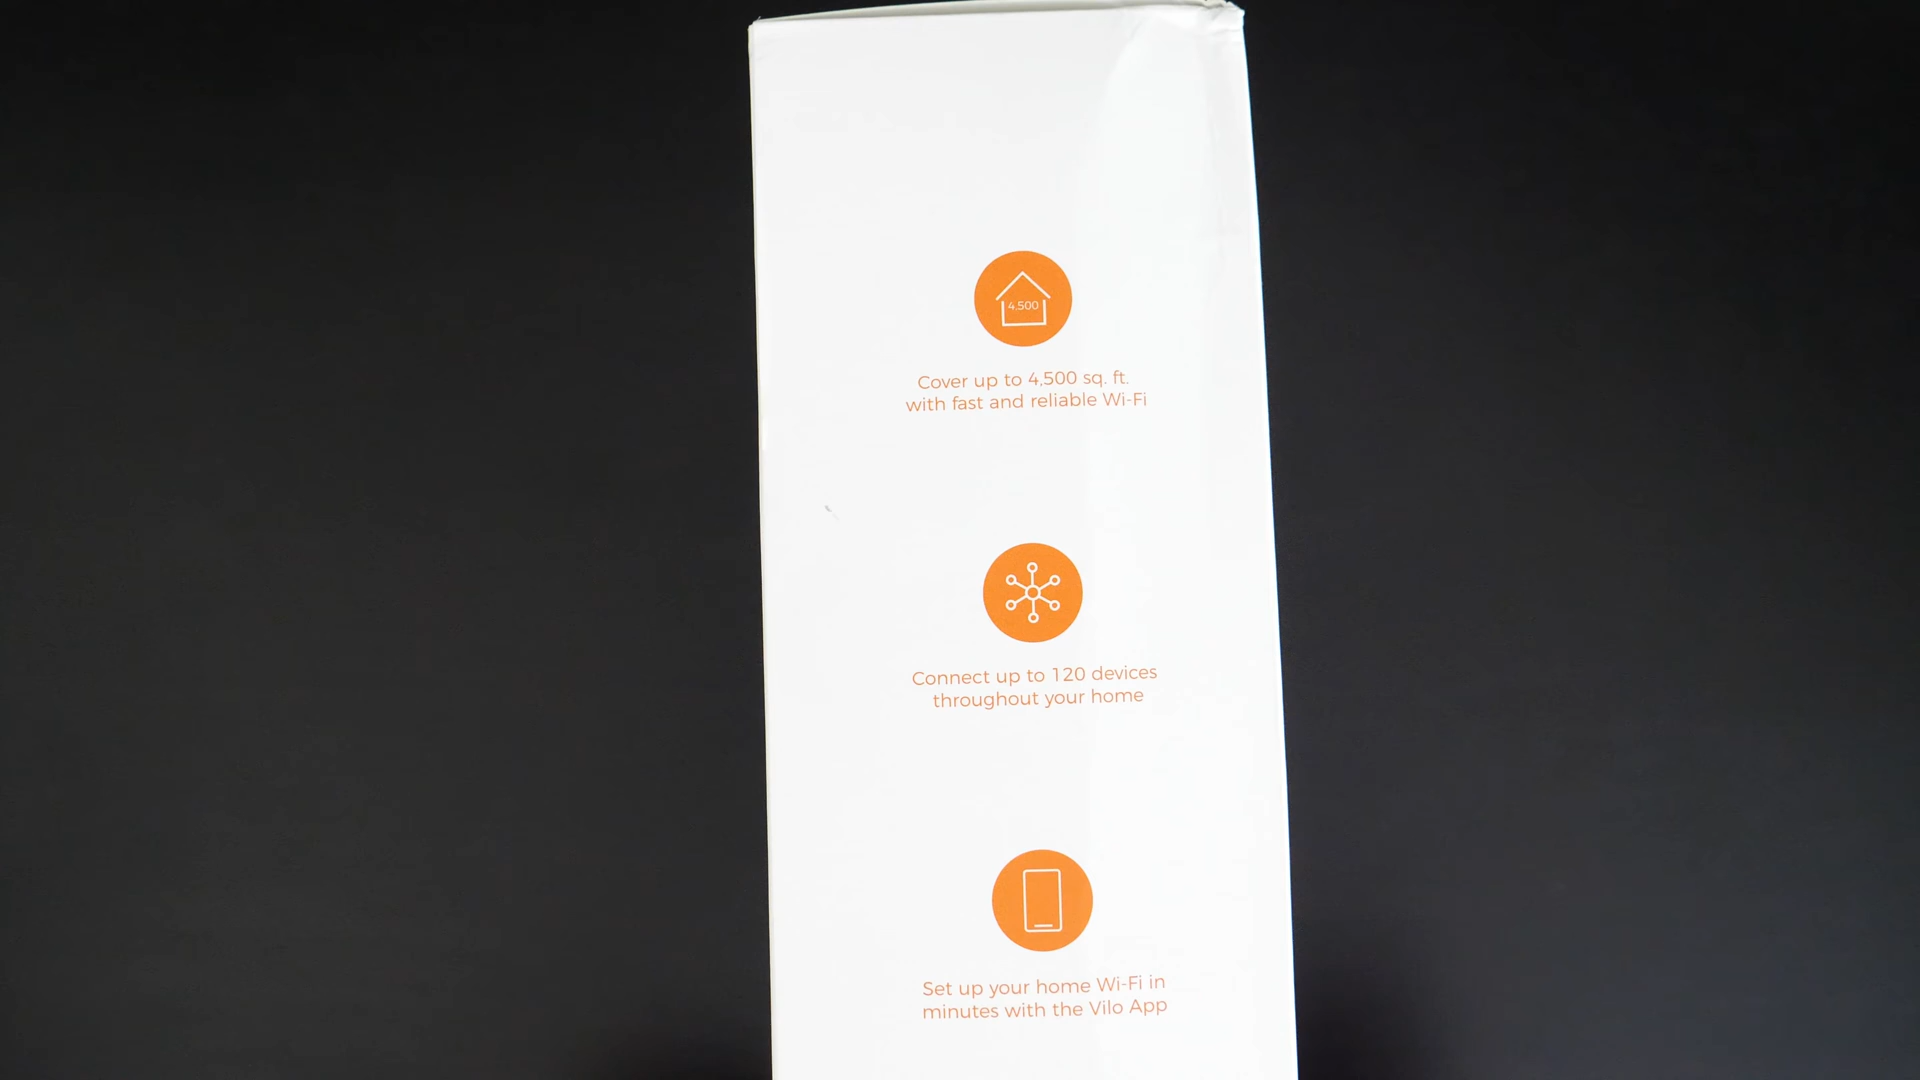 4,500
Cover up to 4,500 sq. ft.
with fast and reliable Wi-Fi
Connect up to 120 devices
throughout your home
Set up your home Wi-Fi in
minutes with the Vilo App